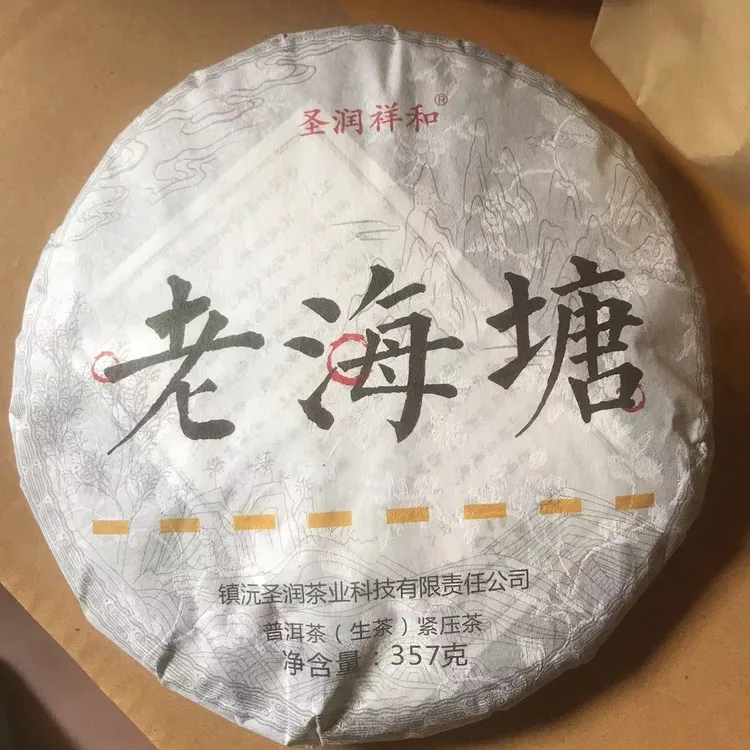 圣润祥和®
老海塘
镇沅圣润茶业科技有限责任公司
普洱茶（生茶）紧压茶
净含量：357克